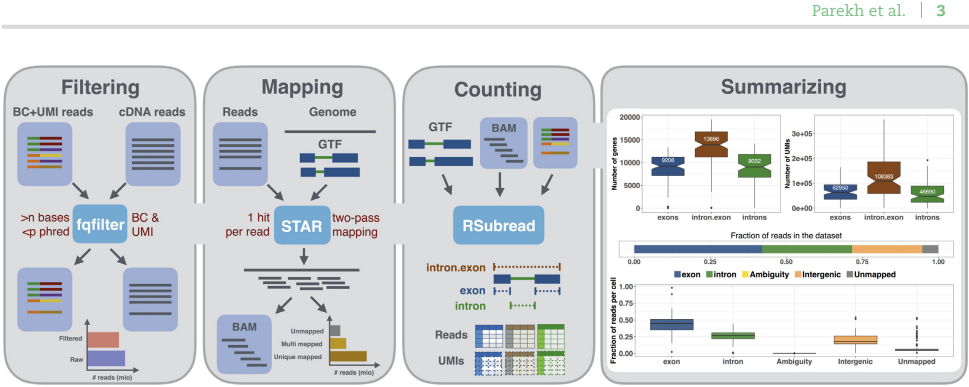 Parekh et al. | 3
Filtering
BC+UMI reads
cDNA reads
>n bases
<p phred
fqfilter
BC &
UMI
Filtered
Raw
# reads (mio)
Mapping
Reads
Genome
GTF
1 hit
per read
STAR
two-pass
mapping
BAM
Unmapped
Multi mapped
Unique mapped
# reads (mio)
Counting
GTF
BAM
RSubread
intron.exon
exon
intron
Reads
UMIs
Summarizing
Number of genes
20000
15000
10000
5000
0
9208
13896
9032
exons
intron.exon
introns
Number of UMIs
3e+05
2e+05
1e+05
0e+00
62950
108383
46690
exons
intron.exon
introns
Fraction of reads in the dataset
0.00
0.25
0.50
0.75
1.00
exon
intron
Ambiguity
Intergenic
Unmapped
Fraction of reads per cell
1.00
0.75
0.50
0.25
0.00
exon
intron
Ambiguity
Intergenic
Unmapped